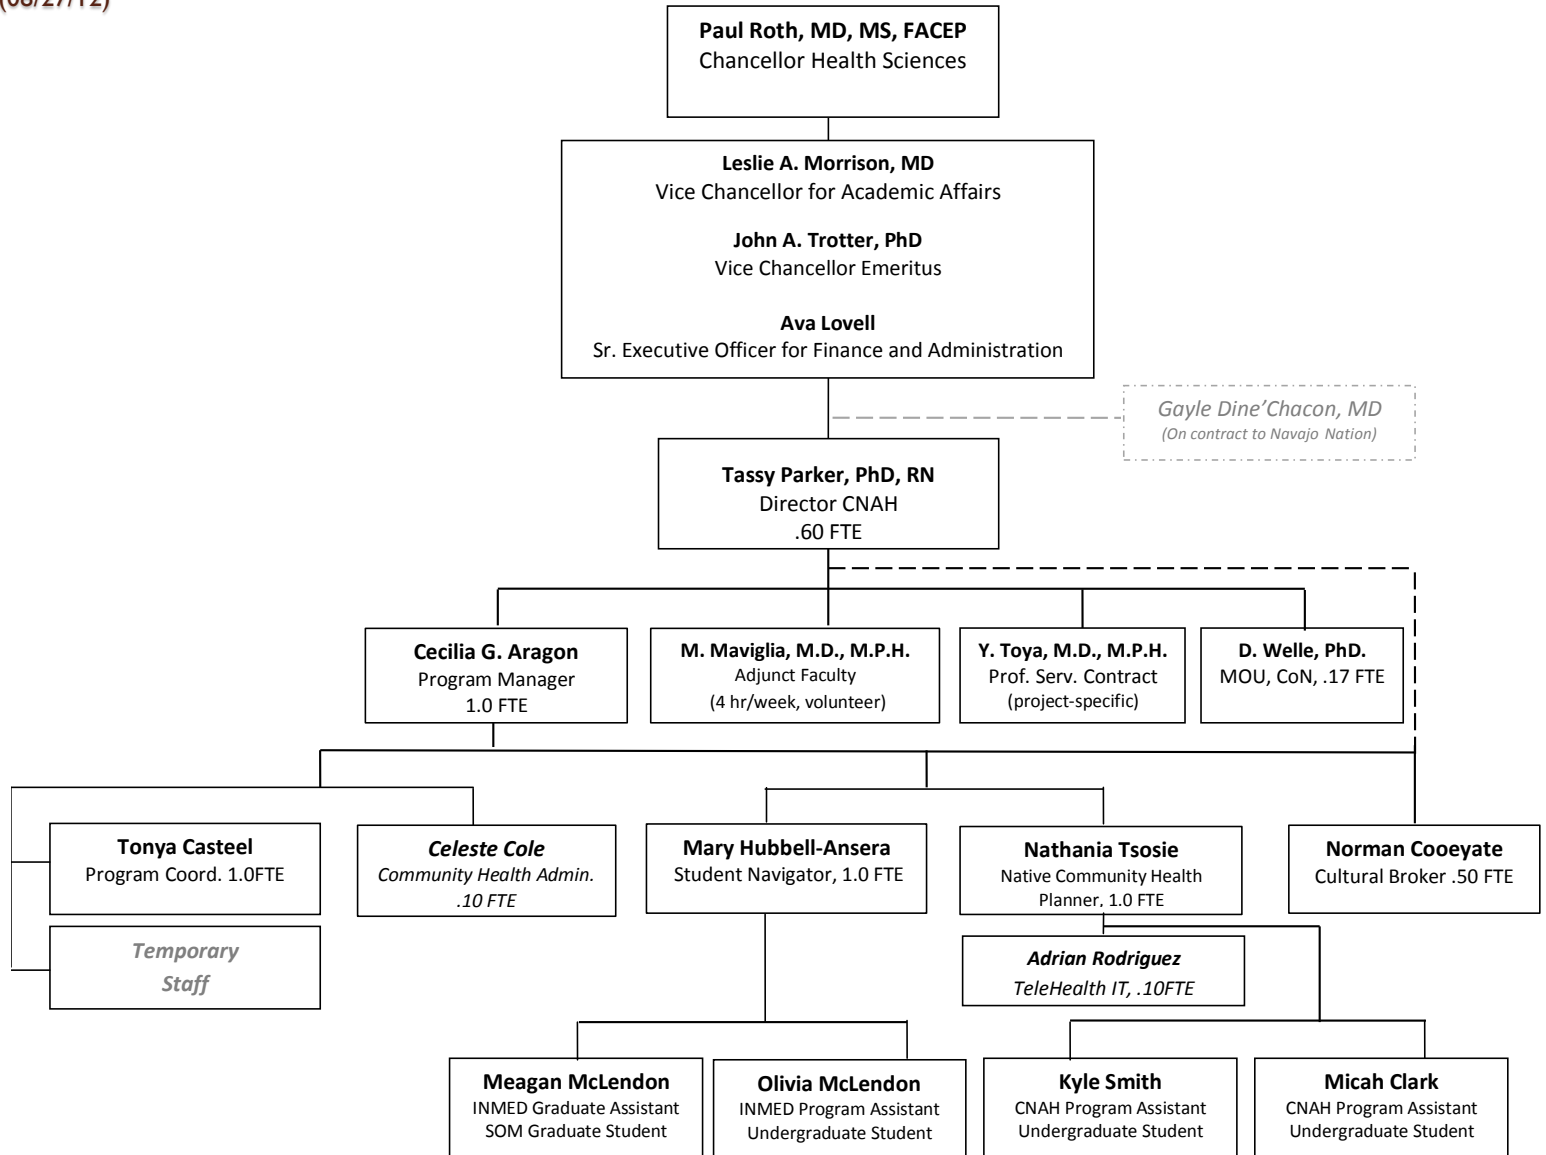 (08/27/12)
Paul Roth, MD, MS, FACEP
Chancellor Health Sciences
Leslie A. Morrison, MD
Vice Chancellor for Academic Affairs
John A. Trotter, PhD
Vice Chancellor Emeritus
Ava Lovell
Sr. Executive Officer for Finance and Administration
Gayle Dine’Chacon, MD
(On contract to Navajo Nation)
Tassy Parker, PhD, RN
Director CNAH
.60 FTE
Cecilia G. Aragon
Program Manager
1.0 FTE
M. Maviglia, M.D., M.P.H.
Adjunct Faculty
(4 hr/week, volunteer)
Y. Toya, M.D., M.P.H.
Prof. Serv. Contract
(project-specific)
D. Welle, PhD.
MOU, CoN, .17 FTE
Tonya Casteel
Program Coord. 1.0FTE
Celeste Cole
Community Health Admin.
.10 FTE
Mary Hubbell-Ansera
Student Navigator, 1.0 FTE
Nathania Tsosie
Native Community Health
Planner, 1.0 FTE
Norman Cooeyate
Cultural Broker .50 FTE
Temporary
Staff
Adrian Rodriguez
TeleHealth IT, .10FTE
Meagan McLendon
INMED Graduate Assistant
SOM Graduate Student
Olivia McLendon
INMED Program Assistant
Undergraduate Student
Kyle Smith
CNAH Program Assistant
Undergraduate Student
Micah Clark
CNAH Program Assistant
Undergraduate Student